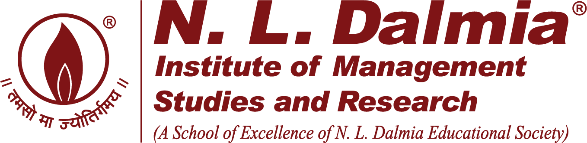 ®
॥ तमसो मा ज्योतिर्गमय ॥
N. L. Dalmia®
Institute of Management
Studies and Research
(A School of Excellence of N. L. Dalmia Educational Society)